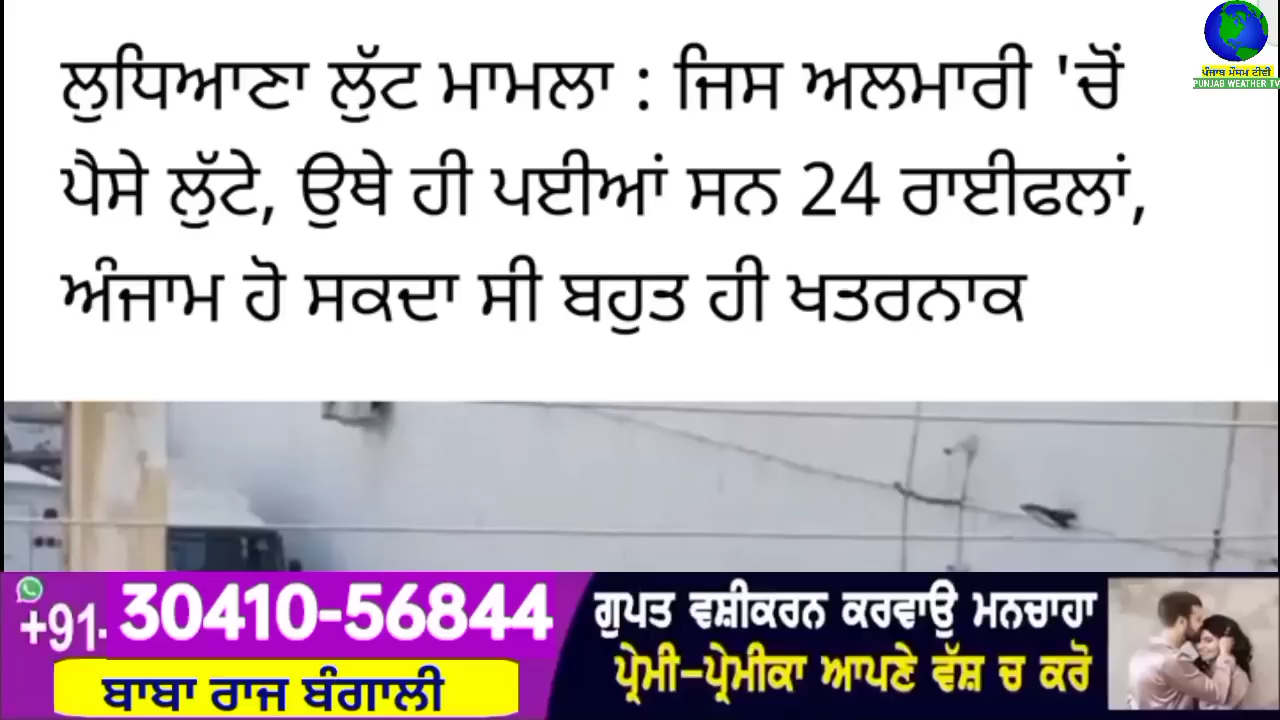 ਲੁਧਿਆਣਾ ਲੁੱਟ ਮਾਮਲਾ : ਜਿਸ ਅਲਮਾਰੀ 'ਚੋਂ
ਪੈਸੇ ਲੁੱਟੇ, ਉਥੇ ਹੀ ਪਈਆਂ ਸਨ 24 ਰਾਈਫਲਾਂ,
ਅੰਜਾਮ ਹੋ ਸਕਦਾ ਸੀ ਬਹੁਤ ਹੀ ਖਤਰਨਾਕ
ਪੰਜਾਬ ਮੌਸਮ ਟੀਵੀ
PUNJAB WEATHER TV
+91-30410-56844
ਬਾਬਾ ਰਾਜ ਬੰਗਾਲੀ
ਗੁਪਤ ਵਸ਼ੀਕਰਨ ਕਰਵਾਉ ਮਨਚਾਹਾ
ਪ੍ਰੇਮੀ-ਪ੍ਰੇਮੀਕਾ ਆਪਣੇ ਵੱਸ਼ ਚ ਕਰੋ